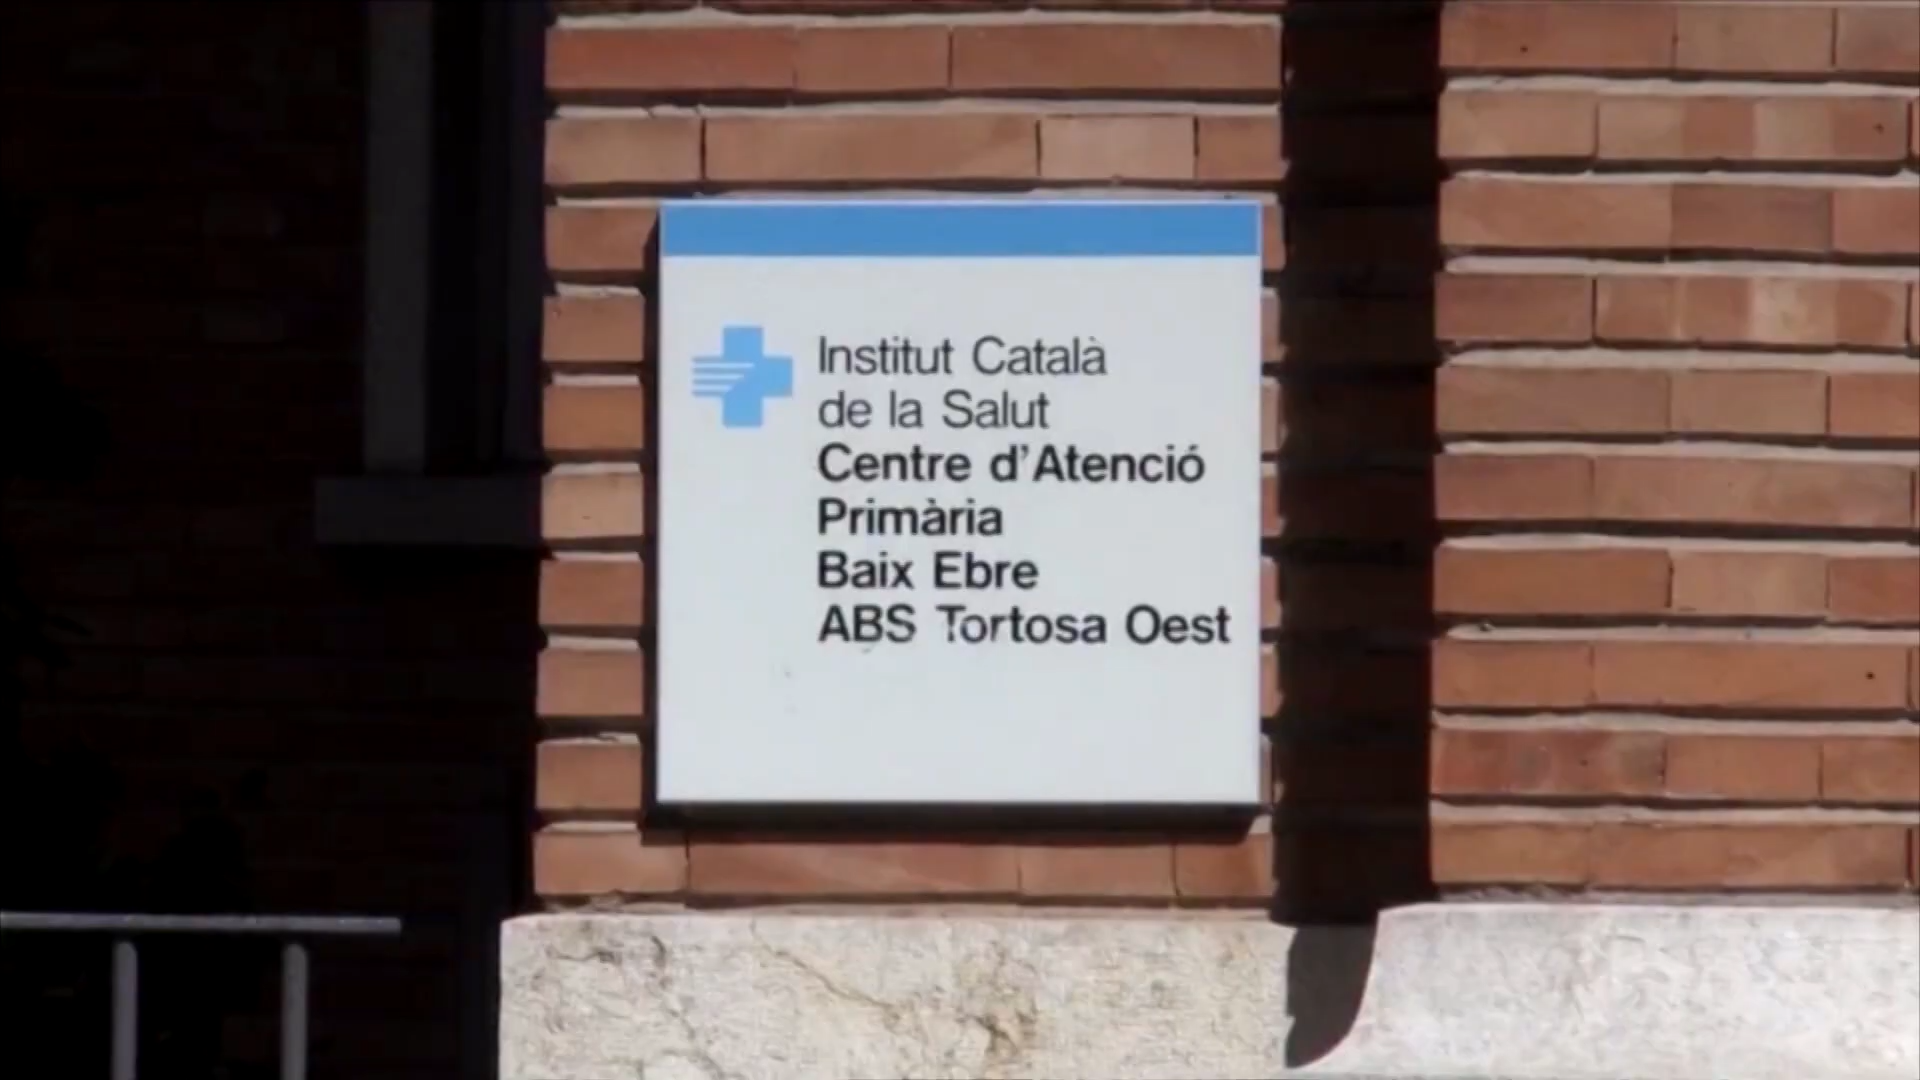 Institut Català
de la Salut
Centre d'Atenció
Primària
Baix Ebre
ABS Tortosa Oest